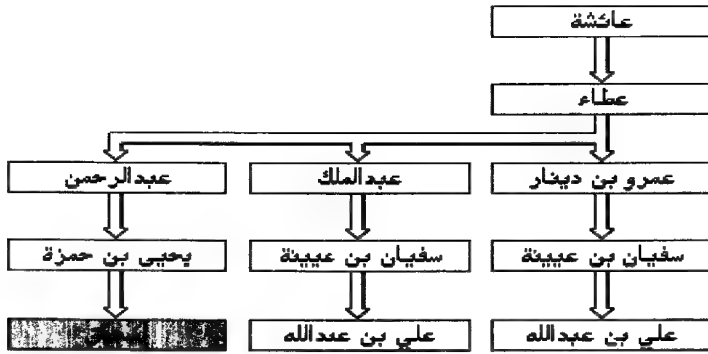 عائشة
عطاء
عمرو بن دينار
عبدالملك
عبدالرحمن
سفيان بن عيينة
سفيان بن عيينة
يحيى بن حمزة
علي بن عبدالله
علي بن عبدالله